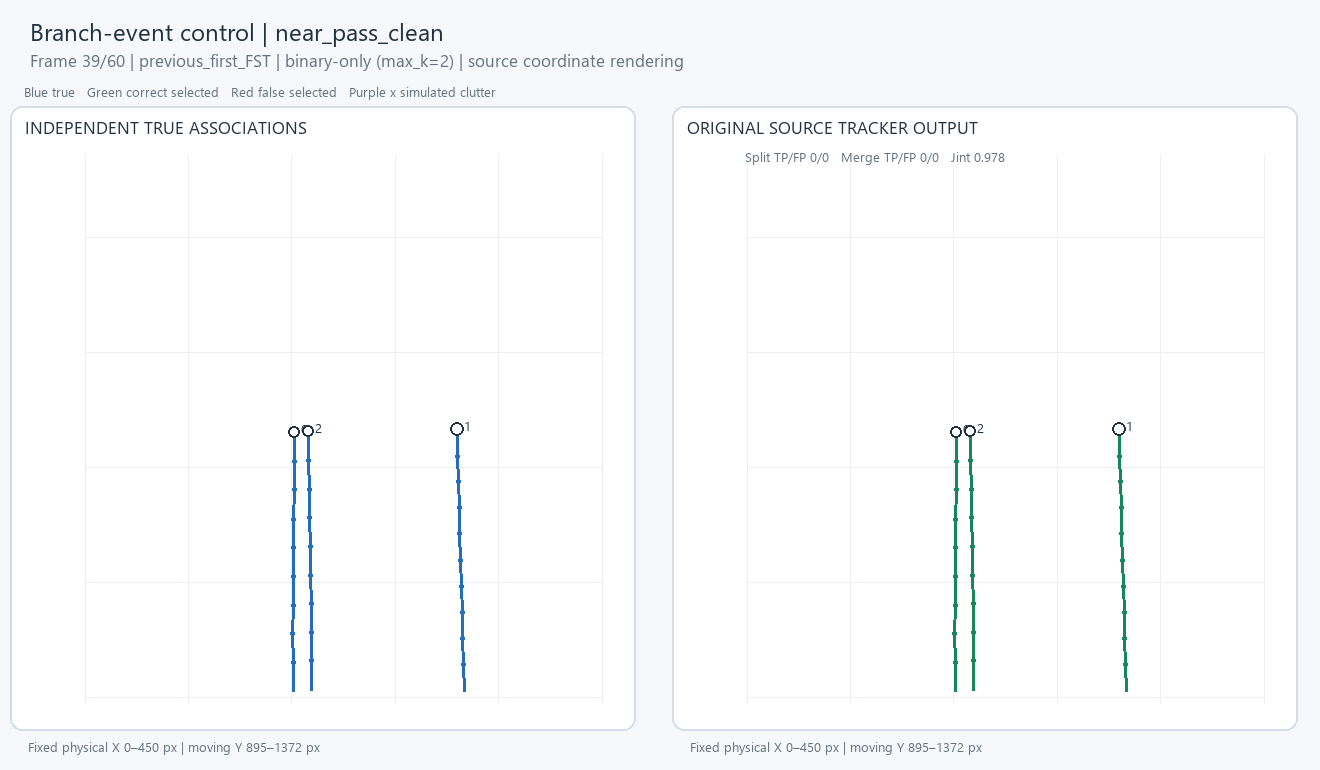 Branch-event control | near_pass_clean
Frame 39/60 | previous_first_FST | binary-only (max_k=2) | source coordinate rendering
Blue true Green correct selected Red false selected Purple x simulated clutter
INDEPENDENT TRUE ASSOCIATIONS
2
1
Fixed physical X 0–450 px | moving Y 895–1372 px
ORIGINAL SOURCE TRACKER OUTPUT
Split TP/FP 0/0 Merge TP/FP 0/0 Jint 0.978
2
1
Fixed physical X 0–450 px | moving Y 895–1372 px